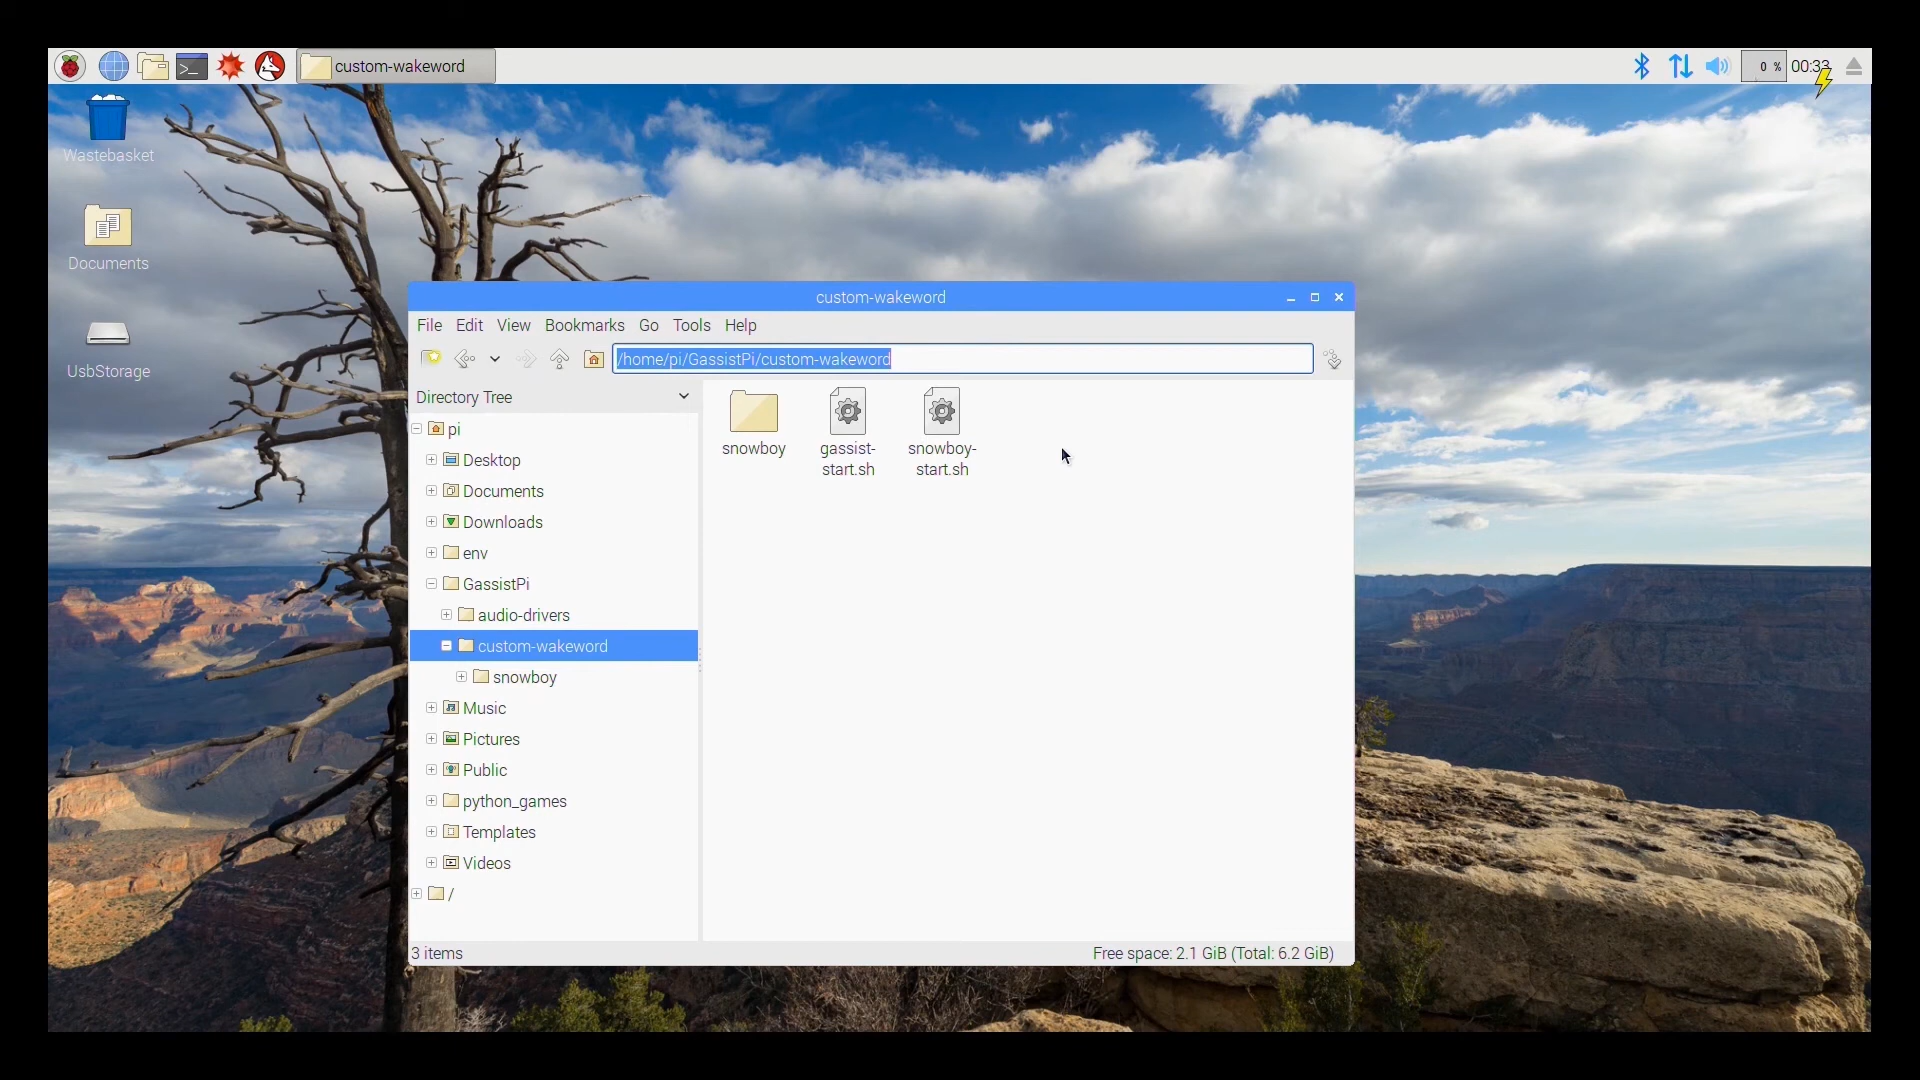 custom-wakeword
0 %
00:33
Wastebasket
Documents
UsbStorage
custom-wakeword
File Edit View Bookmarks Go Tools Help
/home/pi/GassistPi/custom-wakeword
Directory Tree
pi
Desktop
Documents
Downloads
env
GassistPi
audio-drivers
custom-wakeword
snowboy
Music
Pictures
Public
python_games
Templates
Videos
/
snowboy
gassist-
start.sh
snowboy-
start.sh
3 items
Free space: 2.1 GiB (Total: 6.2 GiB)